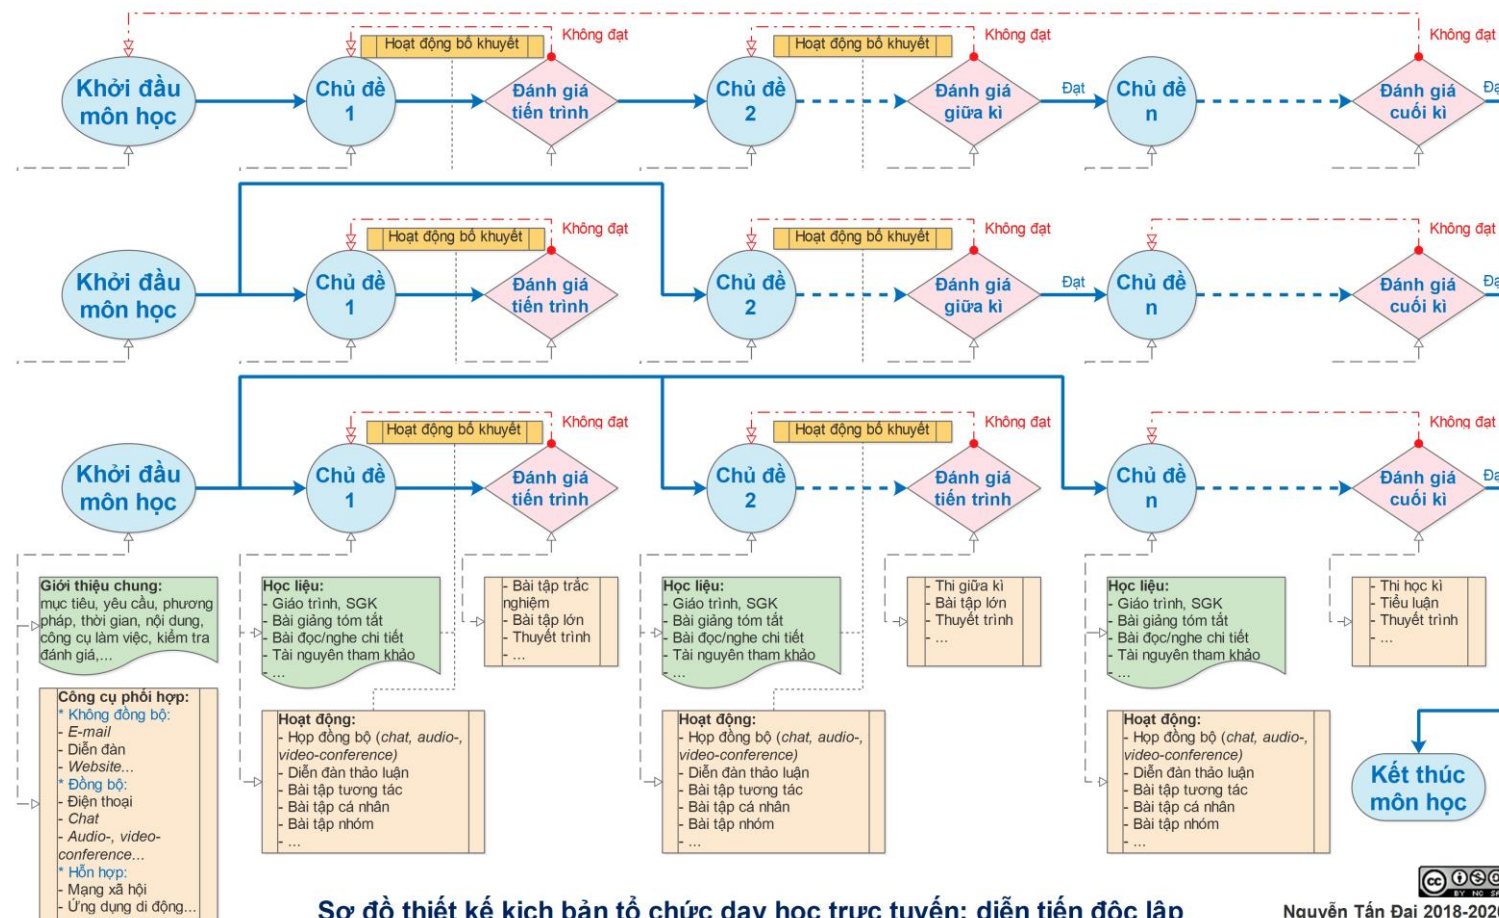 Không đạt
Không đạt
Không đạt
Hoạt động bổ khuyết
Hoạt động bổ khuyết
Khởi đầu
môn học
Chủ đề
1
Đánh giá
tiến trình
Chủ đề
2
Đánh giá
giữa kì
Đạt
Chủ đề
n
Đánh giá
cuối kì
Không đạt
Không đạt
Không đạt
Hoạt động bổ khuyết
Hoạt động bổ khuyết
Khởi đầu
môn học
Chủ đề
1
Đánh giá
tiến trình
Chủ đề
2
Đánh giá
giữa kì
Đạt
Chủ đề
n
Đánh giá
cuối kì
Không đạt
Không đạt
Không đạt
Hoạt động bổ khuyết
Hoạt động bổ khuyết
Khởi đầu
môn học
Chủ đề
1
Đánh giá
tiến trình
Chủ đề
2
Đánh giá
tiến trình
Chủ đề
n
Đánh giá
cuối kì
Giới thiệu chung:
mục tiêu, yêu cầu, phương
pháp, thời gian, nội dung,
công cụ làm việc, kiểm tra
đánh giá,...
Công cụ phối hợp:
* Không đồng bộ:
- E-mail
- Diễn đàn
- Website...
* Đồng bộ:
- Điện thoại
- Chat
- Audio-, video-
conference...
* Hỗn hợp:
- Mạng xã hội
- Ứng dụng di động...
Học liệu:
- Giáo trình, SGK
- Bài giảng tóm tắt
- Bài đọc/nghe chi tiết
- Tài nguyên tham khảo
- ...
Hoạt động:
- Họp đồng bộ (chat, audio-,
video-conference)
- Diễn đàn thảo luận
- Bài tập tương tác
- Bài tập cá nhân
- Bài tập nhóm
- ...
- Bài tập trắc
nghiệm
- Bài tập lớn
- Thuyết trình
- ...
Học liệu:
- Giáo trình, SGK
- Bài giảng tóm tắt
- Bài đọc/nghe chi tiết
- Tài nguyên tham khảo
- ...
Hoạt động:
- Họp đồng bộ (chat, audio-,
video-conference)
- Diễn đàn thảo luận
- Bài tập tương tác
- Bài tập cá nhân
- Bài tập nhóm
- ...
- Thi giữa kì
- Bài tập lớn
- Thuyết trình
- ...
Học liệu:
- Giáo trình, SGK
- Bài giảng tóm tắt
- Bài đọc/nghe chi tiết
- Tài nguyên tham khảo
- ...
Hoạt động:
- Họp đồng bộ (chat, audio-,
video-conference)
- Diễn đàn thảo luận
- Bài tập tương tác
- Bài tập cá nhân
- Bài tập nhóm
- ...
- Thi học kì
- Tiểu luận
- Thuyết trình
- ...
Kết thúc
môn học
Sơ đồ thiết kế kịch bản tổ chức dạy học trực tuyến: diễn tiến độc lập
cc
BY NC
Nguyễn Tấn Đại 2018-2020